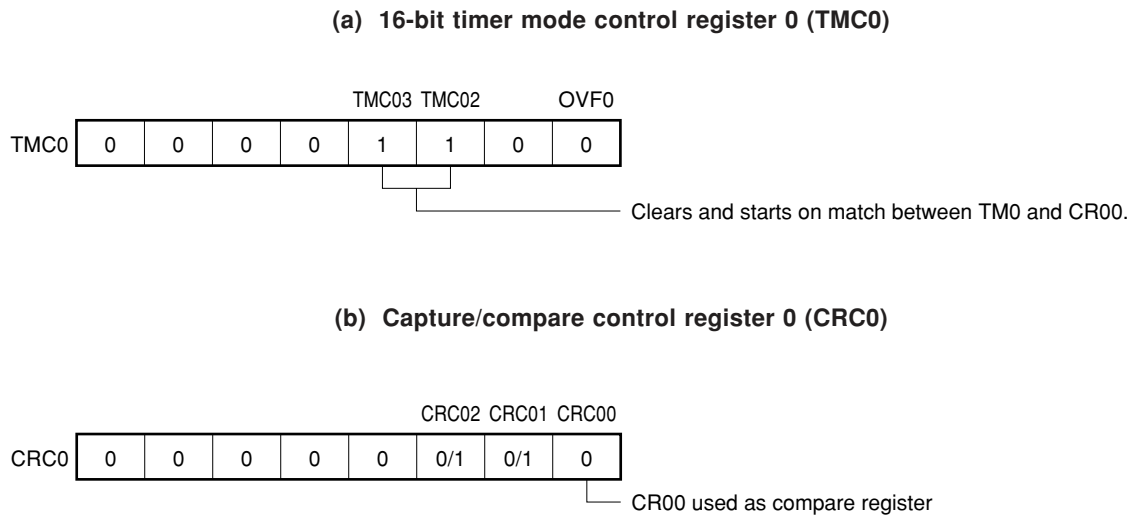 (a) 16-bit timer mode control register 0 (TMC0)
TMC03 TMC02 OVF0
TMC0 0 0 0 0 1 1 0 0
Clears and starts on match between TM0 and CR00.
(b) Capture/compare control register 0 (CRC0)
CRC02 CRC01 CRC00
CRC0 0 0 0 0 0 0/1 0/1 0
CR00 used as compare register